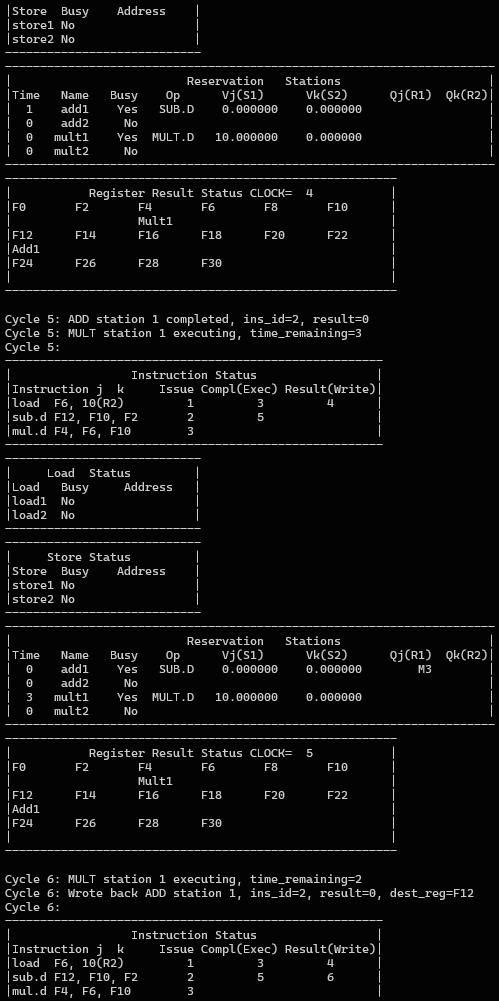 |Store  Busy    Address    |
|store1 No                 |
|store2 No                 |
----------------------------
----------------------------------------------------------------------
|                         Reservation   Stations                     |
|Time   Name   Busy    Op      Vj(S1)      Vk(S2)      Qj(R1)  Qk(R2)|
|  1    add1    Yes   SUB.D    0.000000    0.000000                  |
|  0    add2     No                                                  |
|  0    mult1   Yes  MULT.D   10.000000    0.000000                  |
|  0    mult2    No                                                  |
----------------------------------------------------------------------
--------------------------------------------------------
|           Register Result Status CLOCK=  4           |
|F0       F2       F4       F6       F8       F10      |
|                  Mult1                               |
|F12      F14      F16      F18      F20      F22      |
|Add1                                                  |
|F24      F26      F28      F30                        |
|                                                      |
--------------------------------------------------------

Cycle 5: ADD station 1 completed, ins_id=2, result=0
Cycle 5: MULT station 1 executing, time_remaining=3
Cycle 5:
------------------------------------------------------
|                 Instruction Status                 |
|Instruction j  k      Issue Compl(Exec) Result(Write)|
|load  F6, 10(R2)         1         3         4      |
|sub.d F12, F10, F2       2         5                |
|mul.d F4, F6, F10        3                          |
------------------------------------------------------
----------------------------
|     Load  Status         |
|Load   Busy     Address   |
|load1  No                 |
|load2  No                 |
----------------------------
----------------------------
|     Store Status         |
|Store  Busy    Address    |
|store1 No                 |
|store2 No                 |
----------------------------
----------------------------------------------------------------------
|                         Reservation   Stations                     |
|Time   Name   Busy    Op      Vj(S1)      Vk(S2)      Qj(R1)  Qk(R2)|
|  0    add1    Yes   SUB.D    0.000000    0.000000        M3        |
|  0    add2     No                                                  |
|  3    mult1   Yes  MULT.D   10.000000    0.000000                  |
|  0    mult2    No                                                  |
----------------------------------------------------------------------
--------------------------------------------------------
|           Register Result Status CLOCK=  5           |
|F0       F2       F4       F6       F8       F10      |
|                  Mult1                               |
|F12      F14      F16      F18      F20      F22      |
|Add1                                                  |
|F24      F26      F28      F30                        |
|                                                      |
--------------------------------------------------------

Cycle 6: MULT station 1 executing, time_remaining=2
Cycle 6: Wrote back ADD station 1, ins_id=2, result=0, dest_reg=F12
Cycle 6:
------------------------------------------------------
|                 Instruction Status                 |
|Instruction j  k      Issue Compl(Exec) Result(Write)|
|load  F6, 10(R2)         1         3         4      |
|sub.d F12, F10, F2       2         5         6      |
|mul.d F4, F6, F10        3                          |